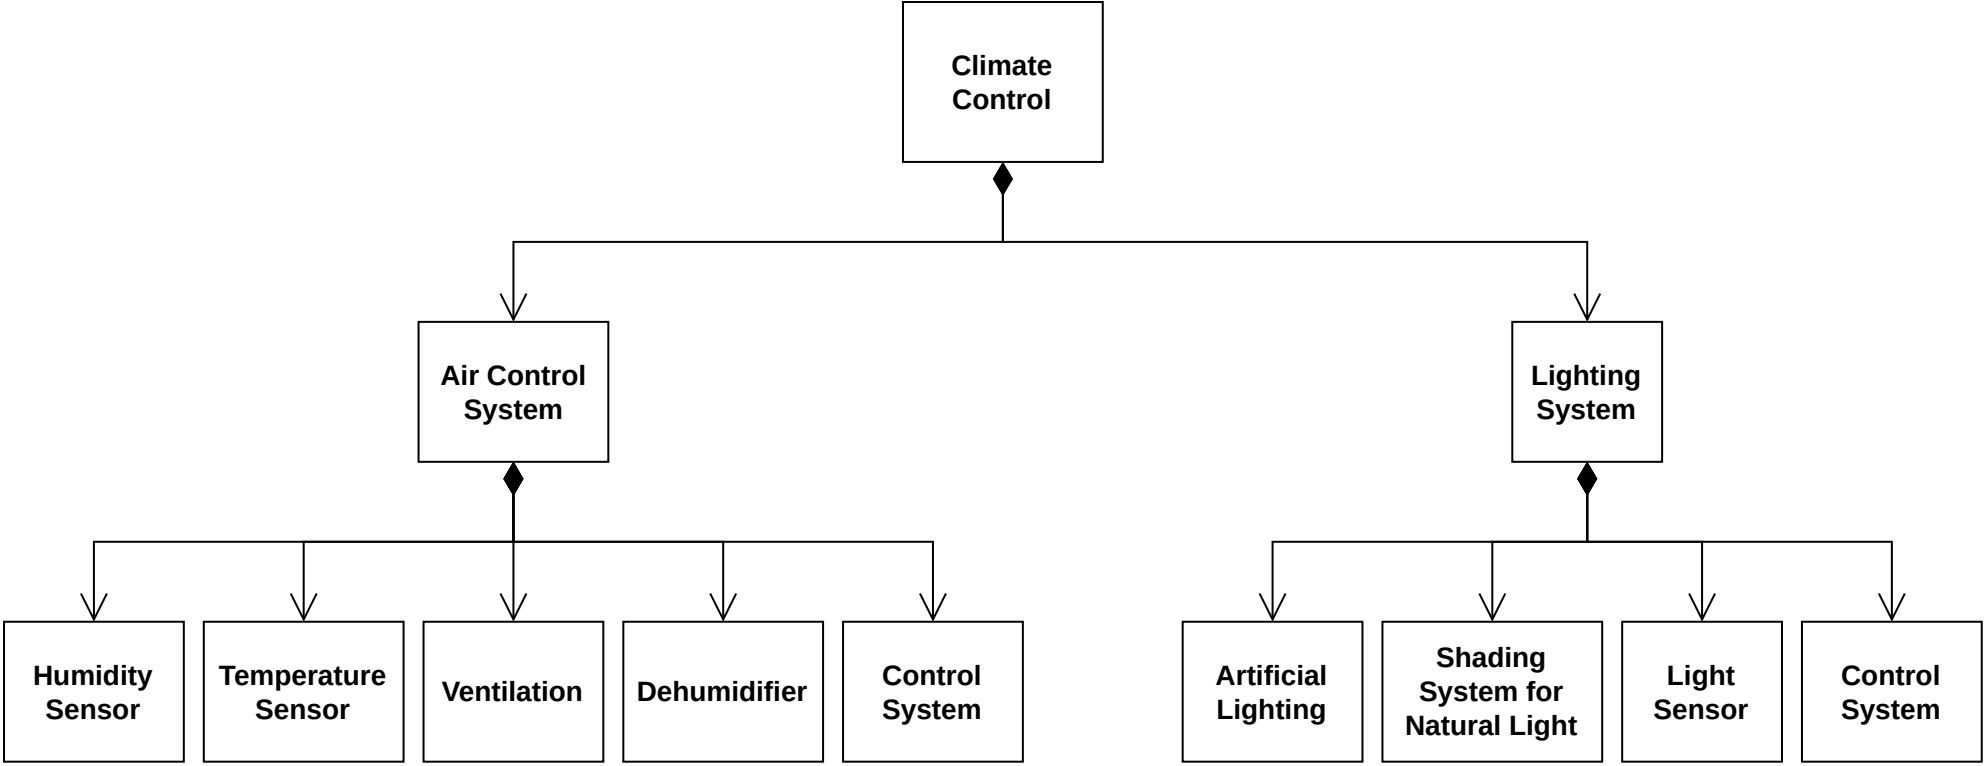 Climate
Control
Air Control
System
Lighting
System
Humidity
Sensor
Temperature
Sensor
Ventilation
Dehumidifier
Control
System
Artificial
Lighting
Shading
System for
Natural Light
Light
Sensor
Control
System